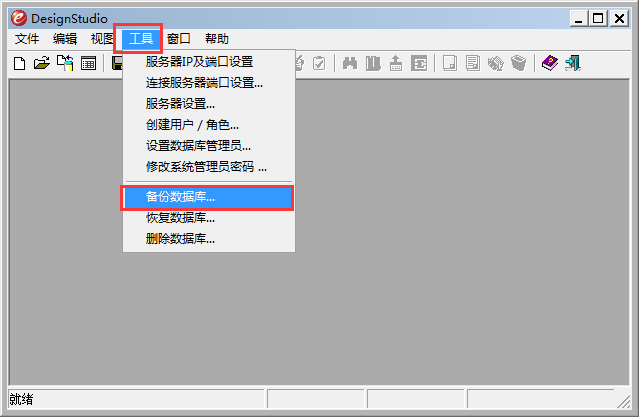 DesignStudio
文件 编辑 视图 工具 窗口 帮助
服务器IP及端口设置
连接服务器端口设置...
服务器设置...
创建用户 / 角色...
设置数据库管理员...
修改系统管理员密码 ...
备份数据库...
恢复数据库...
删除数据库...
就绪